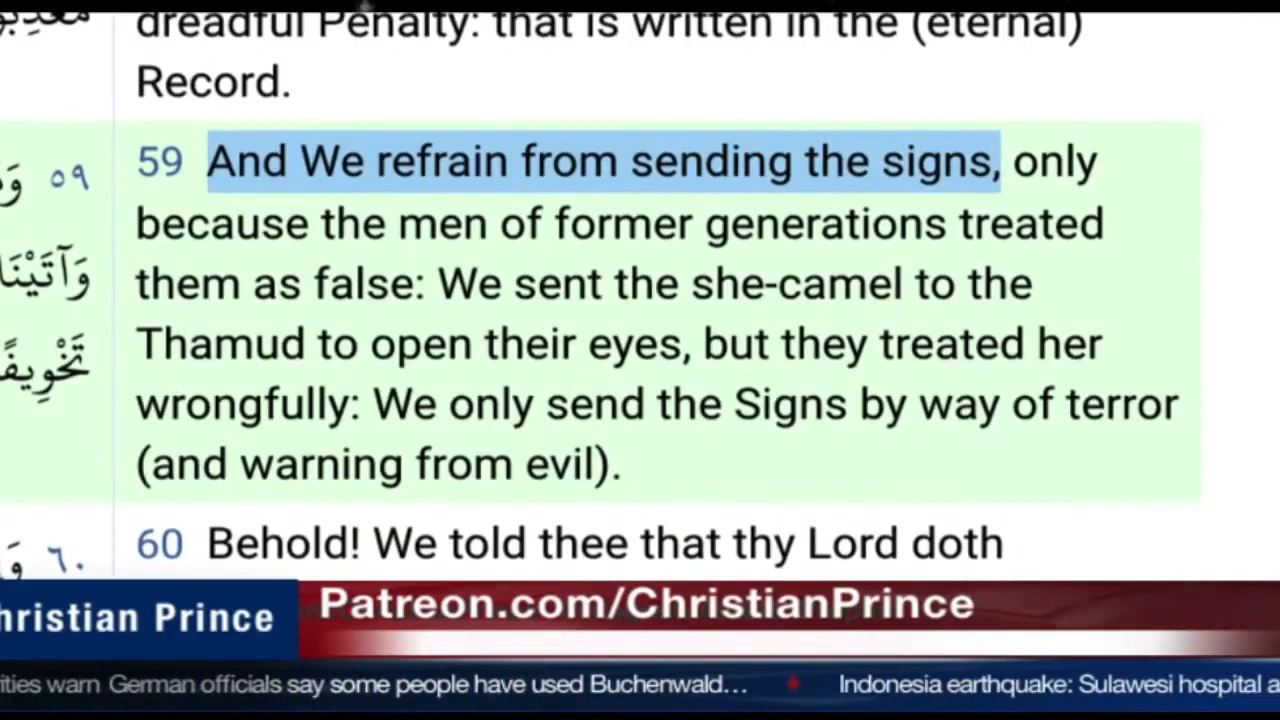 dreadful Penalty: that is written in the (eternal)
Record.
59 And We refrain from sending the signs, only
because the men of former generations treated
them as false: We sent the she-camel to the
Thamud to open their eyes, but they treated her
wrongfully: We only send the Signs by way of terror
(and warning from evil).
٥٩
وَآتَيْنَا
تَخْوِيفًا
60 Behold! We told thee that thy Lord doth
٦٠
hristian Prince
Patreon.com/ChristianPrince
ities warn German officials say some people have used Buchenwald... Indonesia earthquake: Sulawesi hospital a